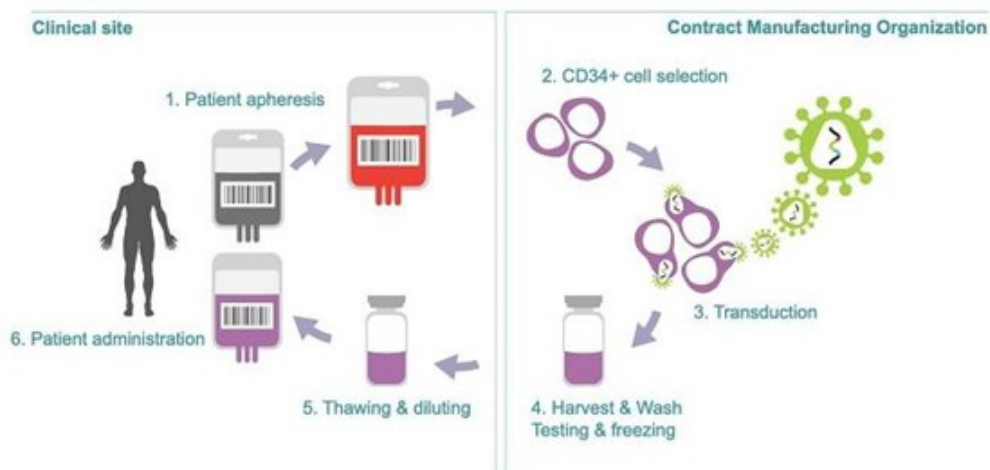 Clinical site
Contract Manufacturing Organization
1. Patient apheresis
2. CD34+ cell selection
3. Transduction
4. Harvest & Wash
Testing & freezing
5. Thawing & diluting
6. Patient administration